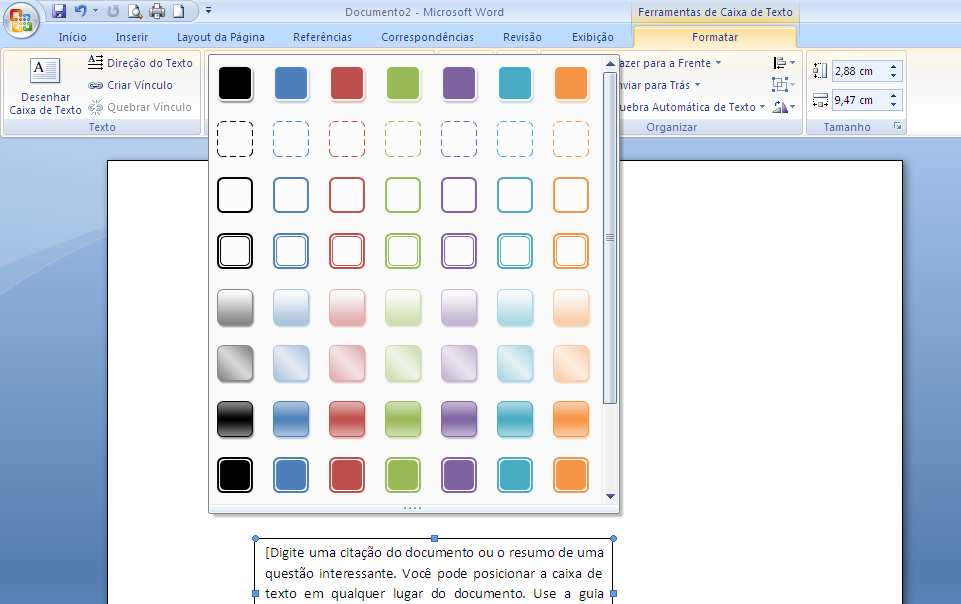 Documento2 - Microsoft Word
Ferramentas de Caixa de Texto
Início
Inserir
Layout da Página
Referências
Correspondências
Revisão
Exibição
Formatar
A
Desenhar
Caixa de Texto
Direção do Texto
Criar Vínculo
Quebrar Vínculo
Texto
azer para a Frente
nviar para Trás
uebra Automática de Texto
Organizar
2,88 cm
9,47 cm
Tamanho
[Digite uma citação do documento ou o resumo de uma
questão interessante. Você pode posicionar a caixa de
texto em qualquer lugar do documento. Use a guia